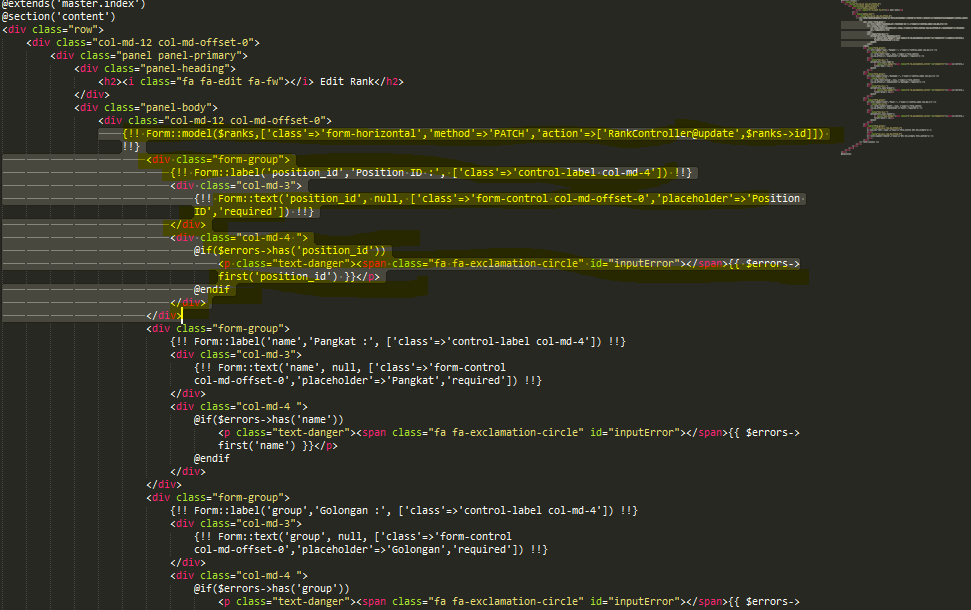 @extends('master.index')
@section('content')
<div class="row">
<div class="col-md-12 col-md-offset-0">
<div class="panel panel-primary">
<div class="panel-heading">
<h2><i class="fa fa-edit fa-fw"></i> Edit Rank</h2>
</div>
<div class="panel-body">
<div class="col-md-12 col-md-offset-0">
{!! Form::model($ranks,['class'=>'form-horizontal','method'=>'PATCH','action'=>['RankController@update',$ranks->id]])
!!}
<div class="form-group">
{!! Form::label('position_id','Position ID :', ['class'=>'control-label col-md-4']) !!}
<div class="col-md-3">
{!! Form::text('position_id', null, ['class'=>'form-control col-md-offset-0','placeholder'=>'Position
ID','required']) !!}
</div>
<div class="col-md-4 ">
@if($errors->has('position_id'))
<p class="text-danger"><span class="fa fa-exclamation-circle" id="inputError"></span>{{ $errors->
first('position_id') }}</p>
@endif
</div>
</div>
<div class="form-group">
{!! Form::label('name','Pangkat :', ['class'=>'control-label col-md-4']) !!}
<div class="col-md-3">
{!! Form::text('name', null, ['class'=>'form-control
col-md-offset-0','placeholder'=>'Pangkat','required']) !!}
</div>
<div class="col-md-4 ">
@if($errors->has('name'))
<p class="text-danger"><span class="fa fa-exclamation-circle" id="inputError"></span>{{ $errors->
first('name') }}</p>
@endif
</div>
</div>
<div class="form-group">
{!! Form::label('group','Golongan :', ['class'=>'control-label col-md-4']) !!}
<div class="col-md-3">
{!! Form::text('group', null, ['class'=>'form-control
col-md-offset-0','placeholder'=>'Golongan','required']) !!}
</div>
<div class="col-md-4 ">
@if($errors->has('group'))
<p class="text-danger"><span class="fa fa-exclamation-circle" id="inputError"></span>{{ $errors->